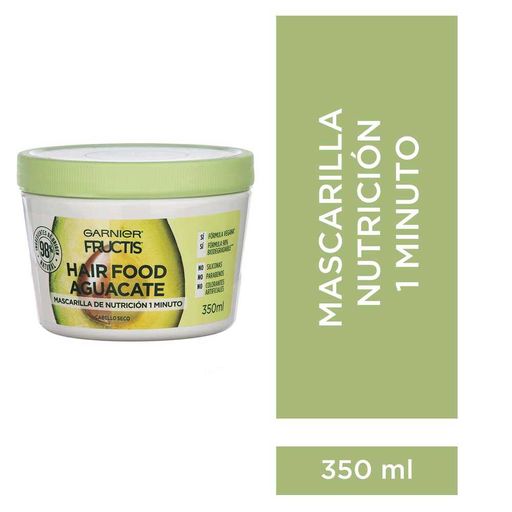 GARNIER
FRUCTIS
HAIR FOOD
AGUACATE
MASCARILLA DE NUTRICIÓN 1 MINUTO
CABELLO SECO
98%
SÍ FÓRMULA VEGANA*
SÍ FÓRMULA 90%
BIODEGRADABLE*
NO SILICONAS
NO PARABENOS
NO COLORANTES
ARTIFICIALES
350ml
MASCARILLA
NUTRICIÓN
1 MINUTO
350 ml